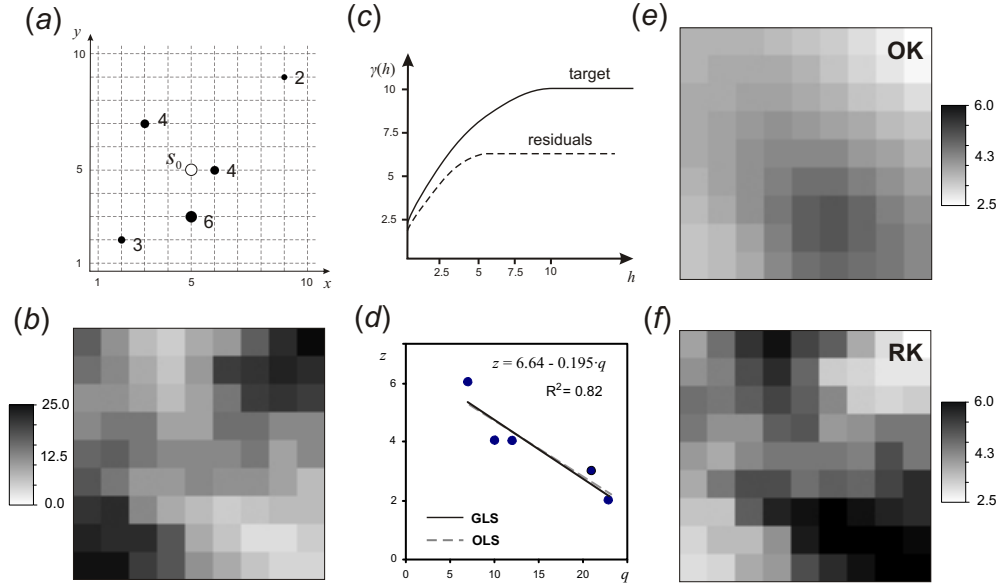 (a)
y
10
5
1
1
5
10
x
2
4
s0
4
6
3
(c)
γ(h)
10
7.5
5
2.5
2.5
5
7.5
10
h
target
residuals
(e)
OK
6.0
4.3
2.5
(b)
25.0
12.5
0.0
(d)
z
6
4
2
0
0
5
10
15
20
q
z = 6.64 - 0.195·q
R2 = 0.82
GLS
OLS
(f)
RK
6.0
4.3
2.5